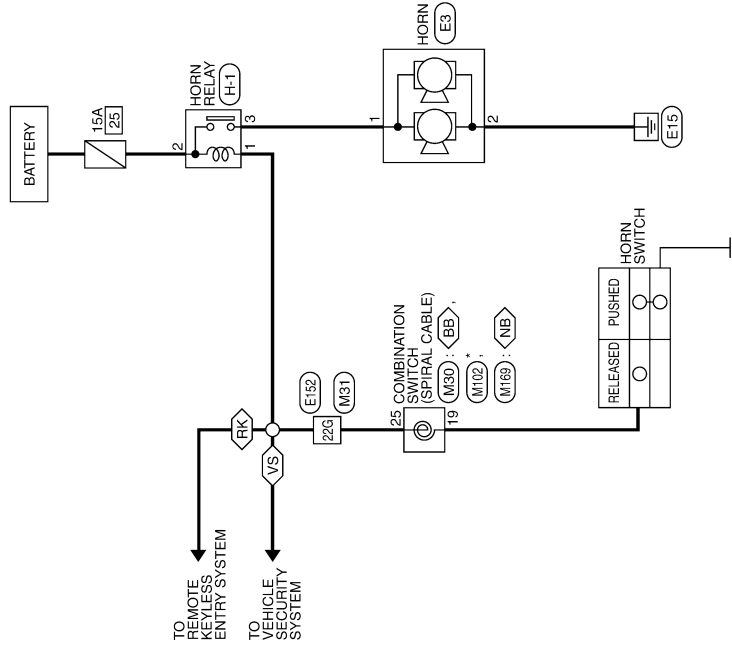 BATTERY
15A
25
HORN
RELAY
H-1
2
1
3
HORN
E3
1
2
E15
RK
VS
TO
REMOTE
KEYLESS
ENTRY SYSTEM
TO
VEHICLE
SECURITY
SYSTEM
E152
M31
22G
25
19
COMBINATION
SWITCH
(SPIRAL CABLE)
M30 : BB ,
M102 * ,
M169 : NB
HORN
SWITCH
RELEASED PUSHED